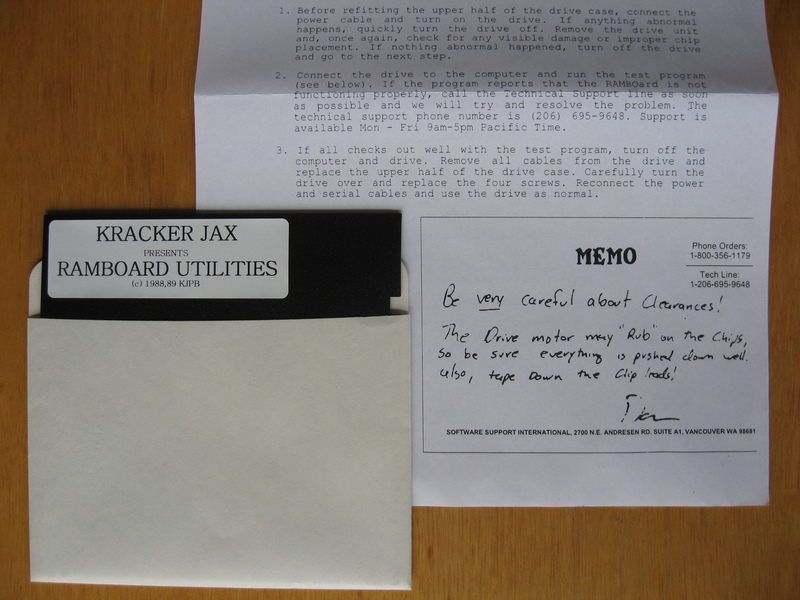 1. Before refitting the upper half of the drive case, connect the
power cable and turn on the drive. If anything abnormal
happens, quickly turn the drive off. Remove the drive unit
and, once again, check for any visible damage or improper chip
placement. If nothing abnormal happened, turn off the drive
and go to the next step.
2. Connect the drive to the computer and run the test program
(see below). If the program reports that the RAMBOard is not
functioning properly, call the Technical Support line as soon
as possible and we will try and resolve the problem. The
technical support phone number is (206) 695-9648. Support is
available Mon - Fri 9am-5pm Pacific Time.
3. If all checks out well with the test program, turn off the
computer and drive. Remove all cables from the drive and
replace the upper half of the drive case. Carefully turn the
drive over and replace the four screws. Reconnect the power
and serial cables and use the drive as normal.
KRACKER JAX
PRESENTS
RAMBOARD UTILITIES
(c) 1988,89 KJPB
MEMO
Phone Orders:
1-800-356-1179
Tech Line:
1-206-695-9648
Be very careful about Clearances!
The Drive motor may "Rub" on the Chips,
so be sure everything is pushed down well.
also, tape Down the Clip leads!
SOFTWARE SUPPORT INTERNATIONAL, 2700 N.E. ANDRESEN RD. SUITE A1, VANCOUVER WA 98681